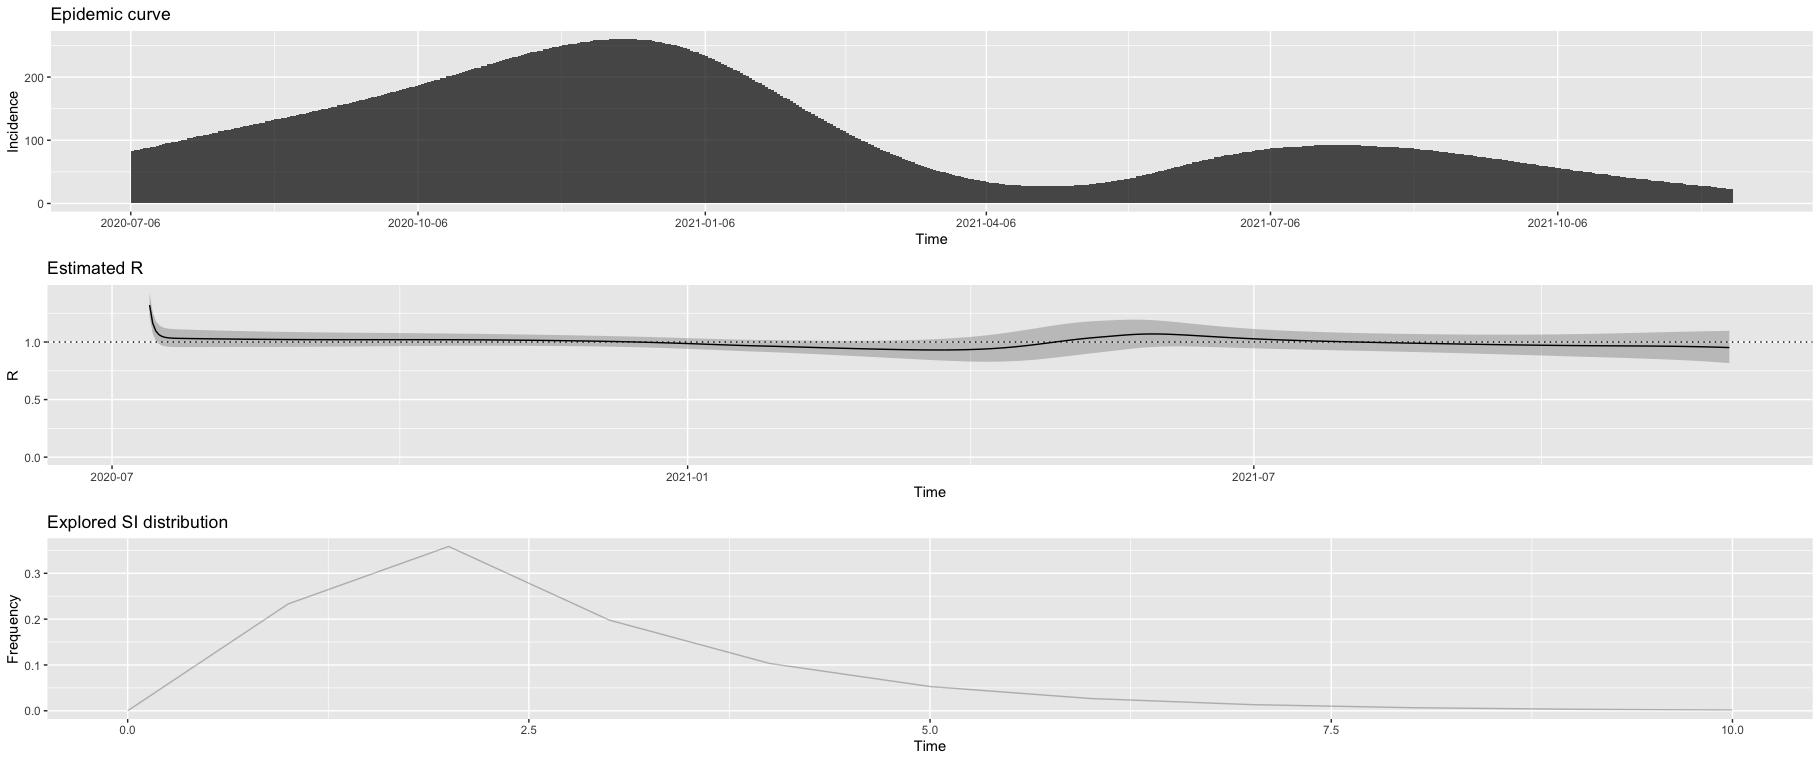 Epidemic curve
200
100
0
Incidence
2020-07-06 2020-10-06 2021-01-06 2021-04-06 2021-07-06 2021-10-06
Time
Estimated R
1.0
0.5
0.0
R
2020-07 2021-01 2021-07
Time
Explored SI distribution
0.3
0.2
0.1
0.0
Frequency
0.0 2.5 5.0 7.5 10.0
Time